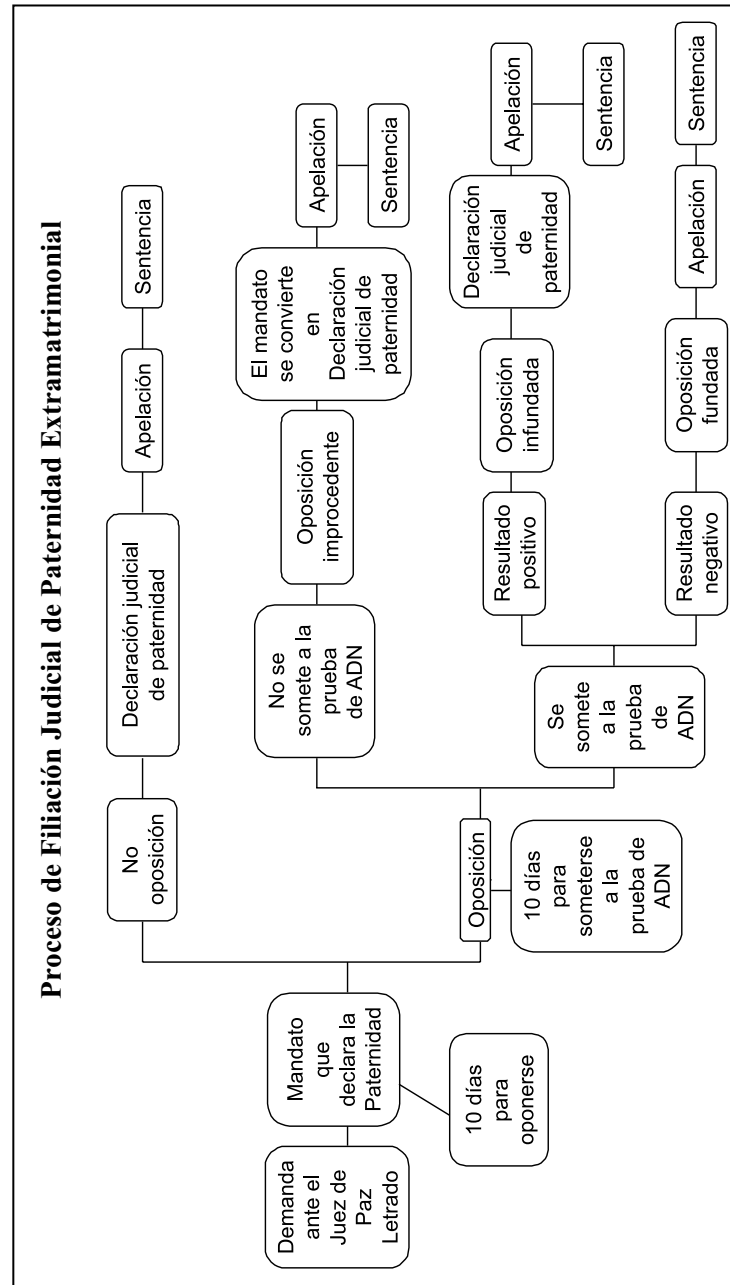 Proceso de Filiación Judicial de Paternidad Extramatrimonial
Demanda
ante el
Juez de
Paz
Letrado
Mandato
que
declara la
Paternidad
10 días
para
oponerse
No
oposición
Declaración judicial
de paternidad
Apelación
Sentencia
Oposición
10 días
para
someterse
a la
prueba de
ADN
No se
somete a la
prueba
de ADN
Oposición
improcedente
El mandato
se convierte
en
Declaración
judicial de
paternidad
Apelación
Sentencia
Se
somete
a la
prueba
de
ADN
Resultado
positivo
Oposición
infundada
Declaración
judicial
de
paternidad
Apelación
Sentencia
Resultado
negativo
Oposición
fundada
Apelación
Sentencia